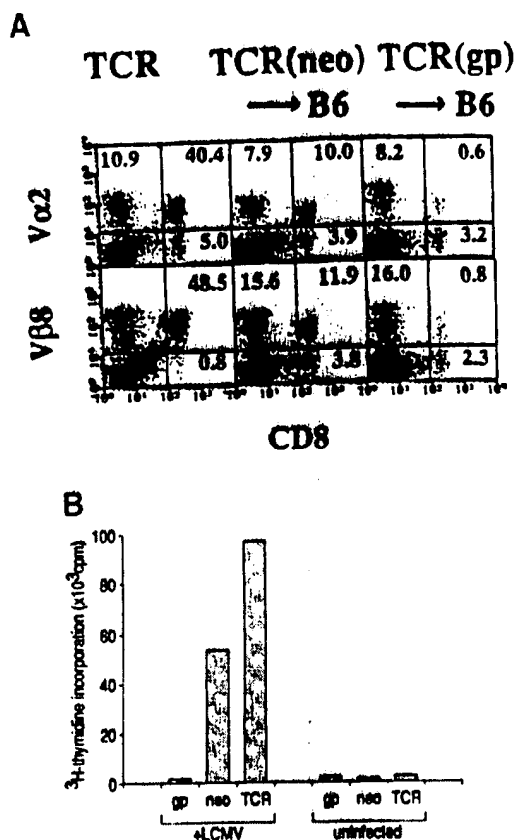 A
TCR TCR(neo) TCR(gp)
→ B6 → B6
10.9 40.4 7.9 10.0 8.2 0.6
Vα2
5.0 3.9 3.2
48.5 15.6 11.9 16.0 0.8
Vβ8
0.8 3.8 2.3
CD8
B
³H-thymidine incorporation (x10⁻³cpm)
100
80
60
40
20
0
gp neo TCR gp neo TCR
+LCMV uninfected